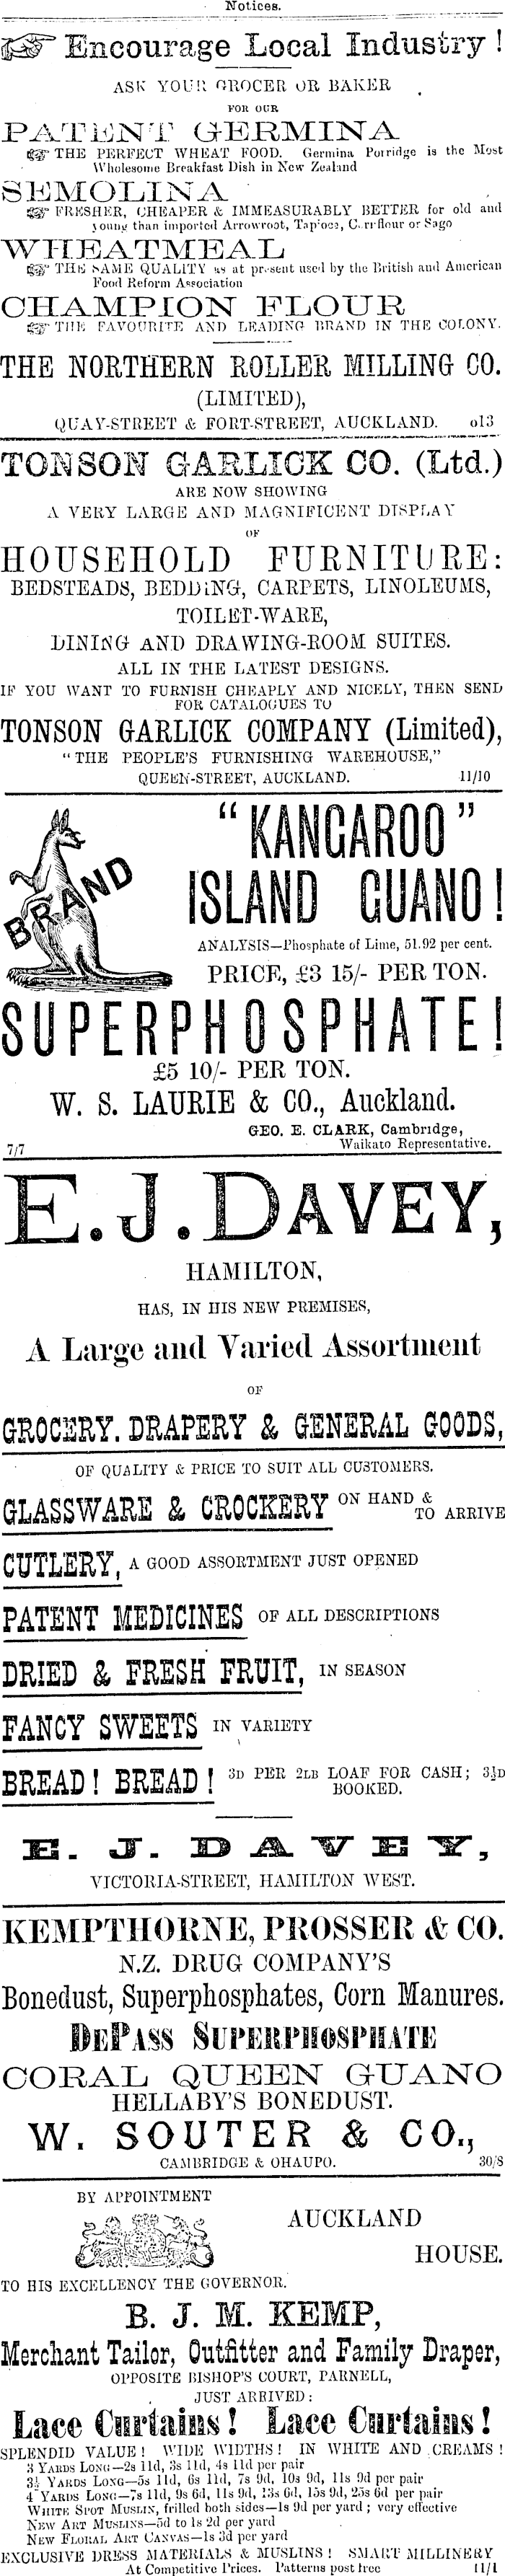 Notices.
Encourage Local Industry !
ASK YOUR GROCER OR BAKER
FOR OUR
PATENT GERMINA
THE PERFECT WHEAT FOOD. Germina Porridge is the Most
Wholesome Breakfast Dish in New Zealand
SEMOLINA
FRESHER, CHEAPER & IMMEASURABLY BETTER for old and
young than imported Arrowroot, Tapioca, Cornflour or Sago
WHEATMEAL
THE SAME QUALITY as at present used by the British and American
Food Reform Association
CHAMPION FLOUR
THE FAVOURITE AND LEADING BRAND IN THE COLONY.
THE NORTHERN ROLLER MILLING CO.
(LIMITED),
QUAY-STREET & FORT-STREET, AUCKLAND. o13
TONSON GARLICK CO. (Ltd.)
ARE NOW SHOWING
A VERY LARGE AND MAGNIFICENT DISPLAY
OF
HOUSEHOLD FURNITURE:
BEDSTEADS, BEDDING, CARPETS, LINOLEUMS,
TOILET-WARE,
DINING AND DRAWING-ROOM SUITES.
ALL IN THE LATEST DESIGNS.
IF YOU WANT TO FURNISH CHEAPLY AND NICELY, THEN SEND
FOR CATALOGUES TO
TONSON GARLICK COMPANY (Limited),
"THE PEOPLE'S FURNISHING WAREHOUSE,"
QUEEN-STREET, AUCKLAND. 11/10
BRAND
"KANGAROO"
ISLAND GUANO!
ANALYSIS—Phosphate of Lime, 51.92 per cent.
PRICE, £3 15/- PER TON.
SUPERPHOSPHATE!
£5 10/- PER TON.
W. S. LAURIE & CO., Auckland.
GEO. E. CLARK, Cambridge,
7/7 Waikato Representative.
E. J. DAVEY,
HAMILTON,
HAS, IN HIS NEW PREMISES,
A Large and Varied Assortment
OF
GROCERY. DRAPERY & GENERAL GOODS,
OF QUALITY & PRICE TO SUIT ALL CUSTOMERS.
GLASSWARE & CROCKERY ON HAND & TO ARRIVE
CUTLERY, A GOOD ASSORTMENT JUST OPENED
PATENT MEDICINES OF ALL DESCRIPTIONS
DRIED & FRESH FRUIT, IN SEASON
FANCY SWEETS IN VARIETY
BREAD! BREAD! 3D PER 2LB LOAF FOR CASH; 3½D
BOOKED.
E. J. DAVEY,
VICTORIA-STREET, HAMILTON WEST.
KEMPTHORNE, PROSSER & CO.
N.Z. DRUG COMPANY'S
Bonedust, Superphosphates, Corn Manures.
DEPASS SUPERPHOSPHATE
CORAL QUEEN GUANO
HELLABY'S BONEDUST.
W. SOUTER & CO.,
CAMBRIDGE & OHAUPO. 30/8
BY APPOINTMENT
AUCKLAND
HOUSE.
TO HIS EXCELLENCY THE GOVERNOR.
B. J. M. KEMP,
Merchant Tailor, Outfitter and Family Draper,
OPPOSITE BISHOP'S COURT, PARNELL,
JUST ARRIVED:
Lace Curtains! Lace Curtains!
SPLENDID VALUE! WIDE WIDTHS! IN WHITE AND CREAMS!
3 YARDS LONG—2s 11d, 3s 11d, 4s 11d per pair
3½ YARDS LONG—5s 11d, 6s 11d, 7s 9d, 10s 9d, 11s 9d per pair
4 YARDS LONG—7s 11d, 9s 6d, 11s 9d, 13s 6d, 15s 9d, 25s 6d per pair
WHITE SPOT MUSLIN, frilled both sides—1s 9d per yard; very effective
NEW ART MUSLINS—5d to 1s 2d per yard
NEW FLORAL ART CANVAS—1s 3d per yard
EXCLUSIVE DRESS MATERIALS & MUSLINS! SMART MILLINERY
At Competitive Prices. Patterns post free 11/1